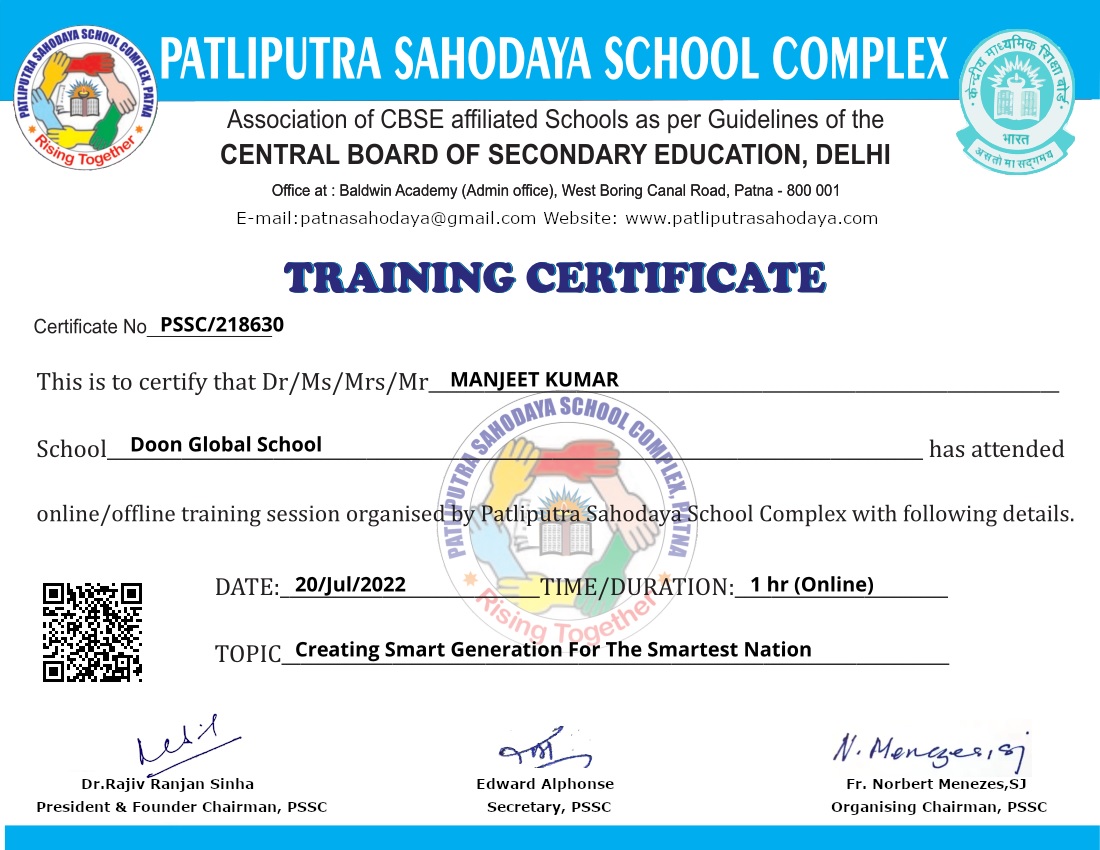 PATLIPUTRA SAHODAYA SCHOOL COMPLEX
PATLIPUTRA SAHODAYA SCHOOL COMPLEX, PATNA
Rising Together
केन्द्रीय माध्यमिक शिक्षा बोर्ड
भारत
असतो मा सद्गमय
Association of CBSE affiliated Schools as per Guidelines of the
CENTRAL BOARD OF SECONDARY EDUCATION, DELHI
Office at : Baldwin Academy (Admin office), West Boring Canal Road, Patna - 800 001
E-mail:patnasahodaya@gmail.com Website: www.patliputrasahodaya.com
TRAINING CERTIFICATE
Certificate No PSSC/218630
This is to certify that Dr/Ms/Mrs/Mr MANJEET KUMAR
School Doon Global School has attended
online/offline training session organised by Patliputra Sahodaya School Complex with following details.
PATLIPUTRA SAHODAYA SCHOOL COMPLEX, PATNA
Rising Together
DATE: 20/Jul/2022 TIME/DURATION: 1 hr (Online)
TOPIC Creating Smart Generation For The Smartest Nation
N. Menezes, sj
Dr.Rajiv Ranjan Sinha
President & Founder Chairman, PSSC
Edward Alphonse
Secretary, PSSC
Fr. Norbert Menezes,SJ
Organising Chairman, PSSC